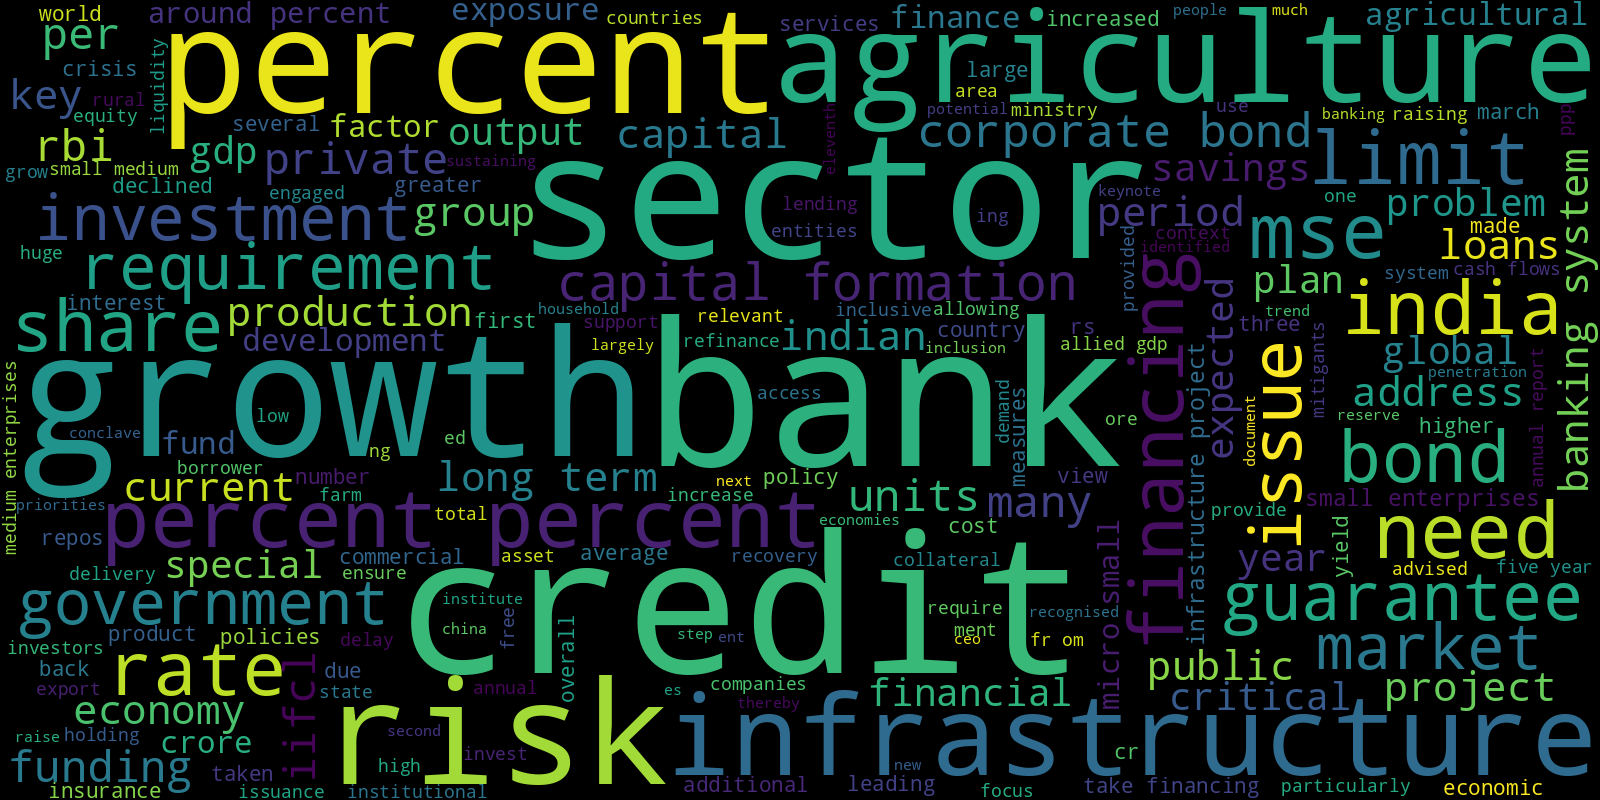 world
around percent
exposure
countries
services
finance
increased
people
much
agricultural
per
percent
agriculture
crisis
liquidity
large
area
key
rural
equity
several
factor
output
capital
potential
ministry
use
banking
raising
march
ppp
rbi
gdp
private
sustaining
eleventh
corporate bond
limit
grow
small medium
declined
engaged
greater
sector
savings
keynote
one
problem
investment
group
lending
entities
ing
period
context
identified
mse
made
loans
banking system
huge
requirement
capital formation
provided
plan
system
cash flows
interest
share
production
first
household
support
relevant
inclusive
allowing
rs
expected
three
trend
india
development
largely
refinance
indian
country
inclusion
allied gdp
financing
issue
mitigants
global
penetration
medium enterprises
growth
bank
low
access
demand
measures
ore
infrastructure project
document
address
reserve
higher
annual report
conclave
fund
ed
ng
borrower
number
current
farm
long term
next
policy
increase
view
bond
priorities
percent percent
total
units
many
small enterprises
economies
cost
provide
need
repos
commercial
asset
average
recovery
collateral
micro small
year
yield
advised
five year
delivery
special
ensure
credit
government
institute
china
free
overall
require
ment
recognised
guarantee
product
policies
delay
step
ent
ceo
fr om
investors
back
rate
iifcl
due
state
annual
es
companies
thereby
financial
public
critical
market
project
export
economy
risk
infrastructure
raise
holding
crore
second
invest
high
cr
new
funding
taken
insurance
issuance
institutional
additional
leading
focus
take financing
particularly
economic